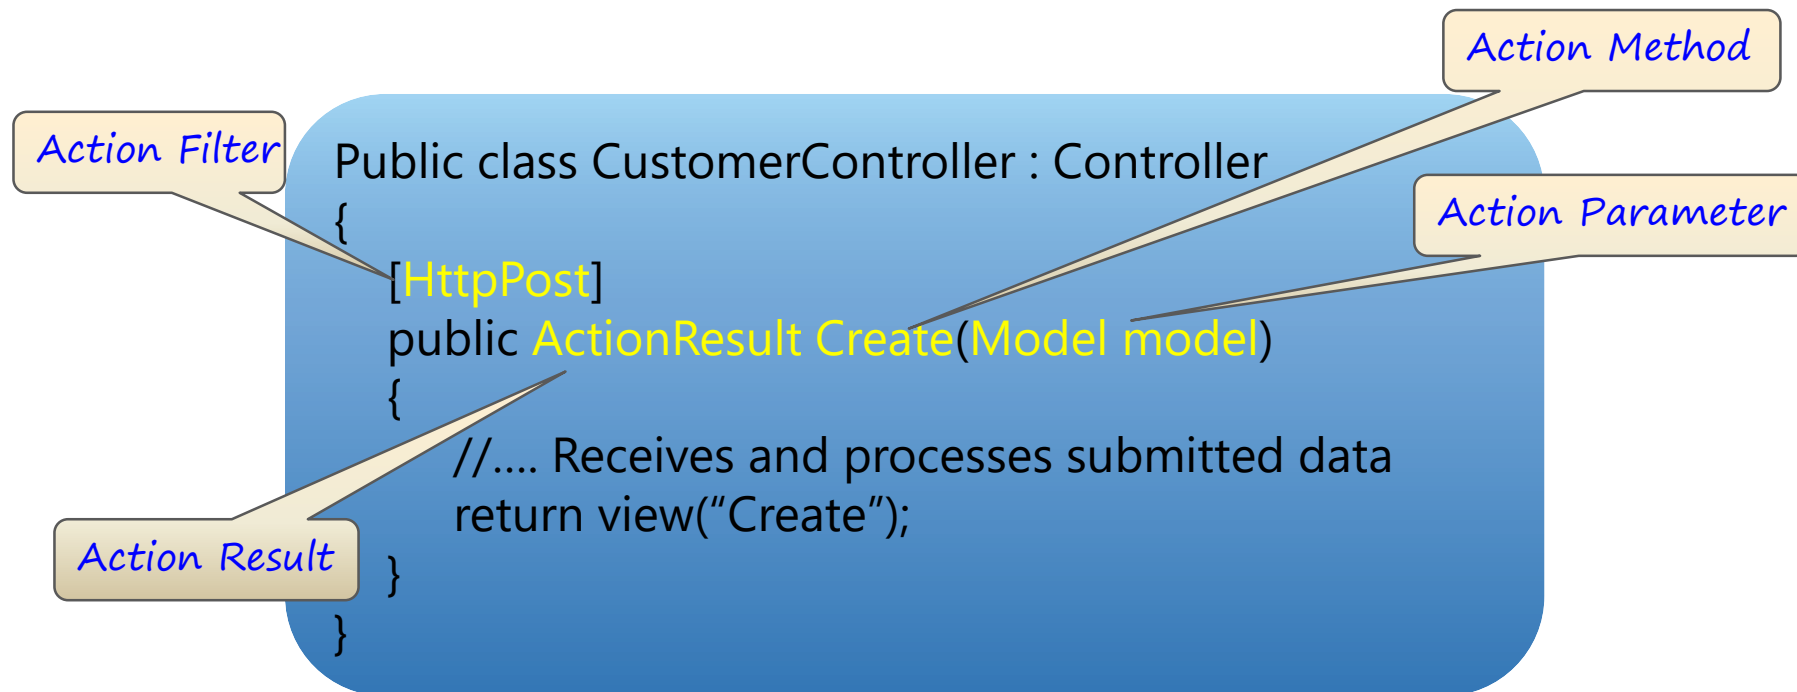 Action Method
Action Filter
Public class CustomerController : Controller
{
Action Parameter
[HttpPost]
public ActionResult Create(Model model)
{
//.... Receives and processes submitted data
return view(“Create”);
Action Result
}
}